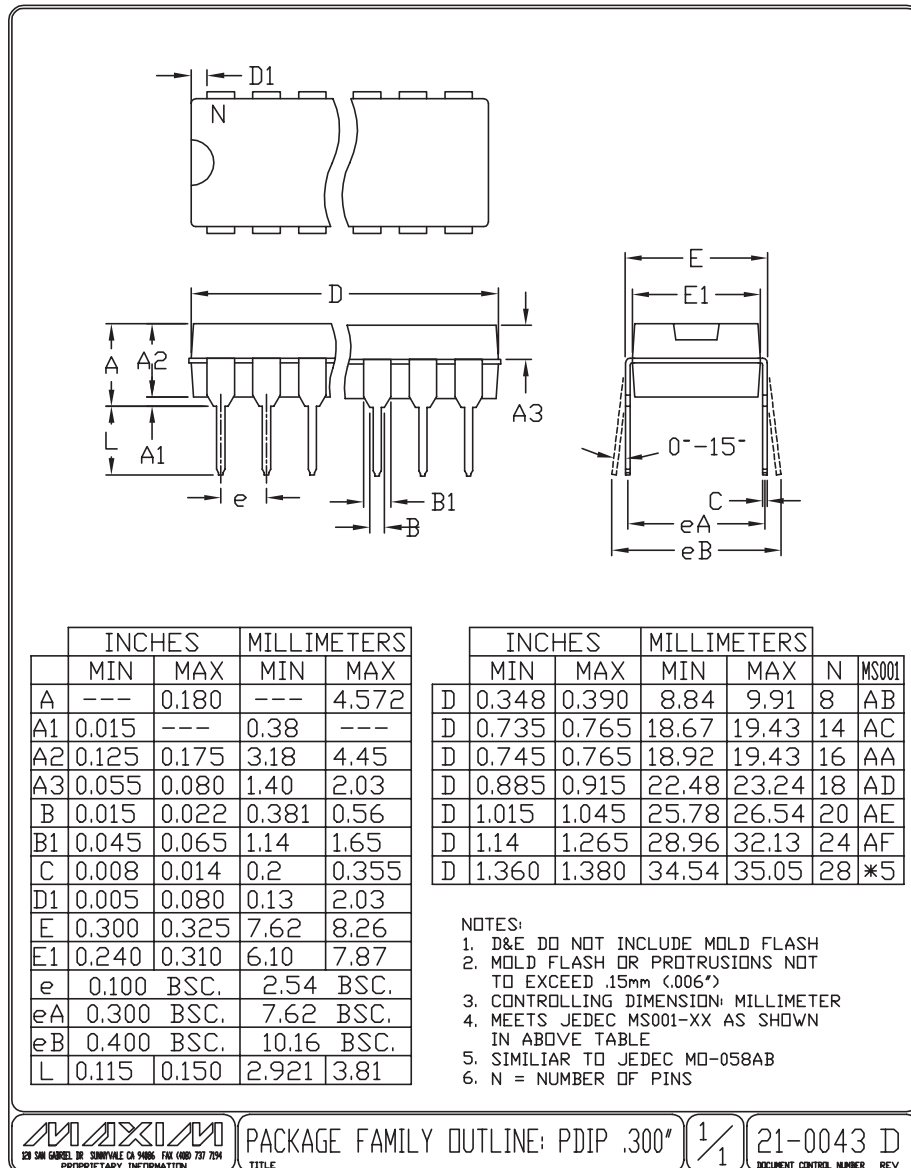 D1
N
E
D
E1
A
A2
A3
L
A1
0°-15°
e
B1
B
C
eA
eB
INCHES MILLIMETERS
MIN MAX MIN MAX
A --- 0.180 --- 4.572
A1 0.015 --- 0.38 ---
A2 0.125 0.175 3.18 4.45
A3 0.055 0.080 1.40 2.03
B 0.015 0.022 0.381 0.56
B1 0.045 0.065 1.14 1.65
C 0.008 0.014 0.2 0.355
D1 0.005 0.080 0.13 2.03
E 0.300 0.325 7.62 8.26
E1 0.240 0.310 6.10 7.87
e 0.100 BSC. 2.54 BSC.
eA 0.300 BSC. 7.62 BSC.
eB 0.400 BSC. 10.16 BSC.
L 0.115 0.150 2.921 3.81
INCHES MILLIMETERS
MIN MAX MIN MAX N MS001
D 0.348 0.390 8.84 9.91 8 AB
D 0.735 0.765 18.67 19.43 14 AC
D 0.745 0.765 18.92 19.43 16 AA
D 0.885 0.915 22.48 23.24 18 AD
D 1.015 1.045 25.78 26.54 20 AE
D 1.14 1.265 28.96 32.13 24 AF
D 1.360 1.380 34.54 35.05 28 *5
NOTES:
1. D&E DO NOT INCLUDE MOLD FLASH
2. MOLD FLASH OR PROTRUSIONS NOT
TO EXCEED .15mm (.006")
3. CONTROLLING DIMENSION: MILLIMETER
4. MEETS JEDEC MS001-XX AS SHOWN
IN ABOVE TABLE
5. SIMILIAR TO JEDEC MO-058AB
6. N = NUMBER OF PINS
MAXIM
120 SAN GABRIEL DR SUNNYVALE CA 94086 FAX (408) 737 7194
PROPRIETARY INFORMATION
PACKAGE FAMILY OUTLINE: PDIP .300"
TITLE
1/1
21-0043 D
DOCUMENT CONTROL NUMBER REV